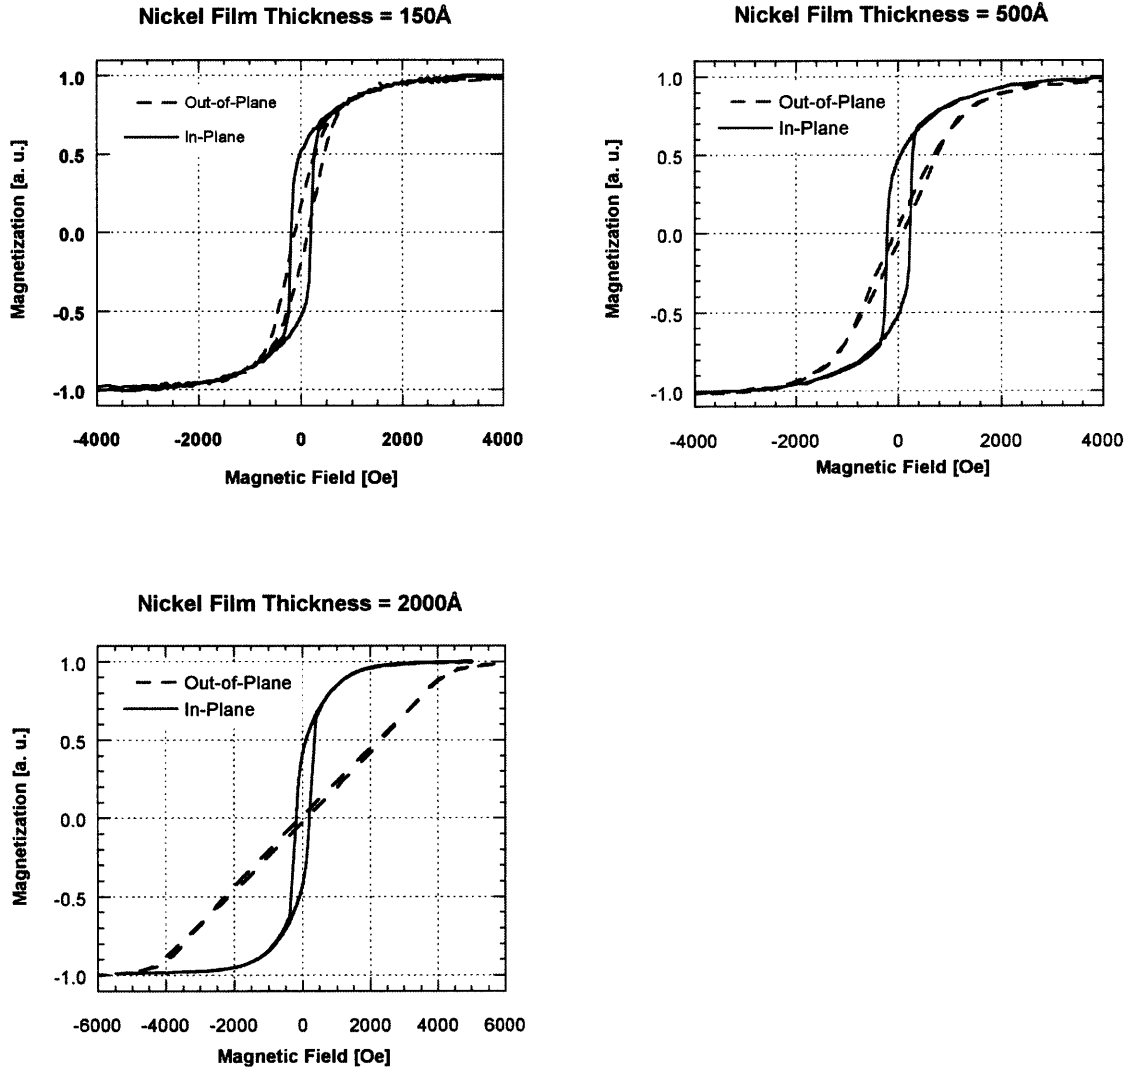 Nickel Film Thickness = 150Å
1.0
0.5
0.0
-0.5
-1.0
Out-of-Plane
In-Plane
Magnetization [a. u.]
-4000 -2000 0 2000 4000
Magnetic Field [Oe]
Nickel Film Thickness = 500Å
1.0
0.5
0.0
-0.5
-1.0
Out-of-Plane
In-Plane
Magnetization [a. u.]
-4000 -2000 0 2000 4000
Magnetic Field [Oe]
Nickel Film Thickness = 2000Å
1.0
0.5
0.0
-0.5
-1.0
Out-of-Plane
In-Plane
Magnetization [a. u.]
-6000 -4000 -2000 0 2000 4000 6000
Magnetic Field [Oe]